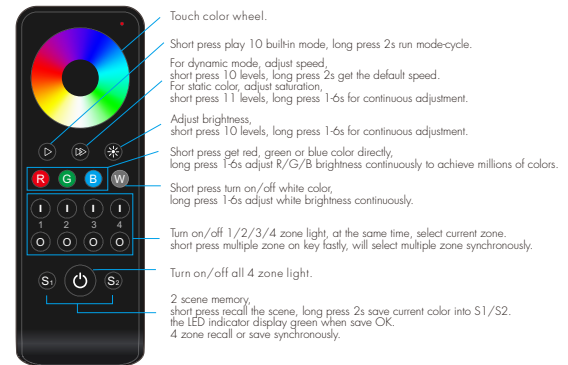 Touch color wheel.
Short press play 10 built-in mode, long press 2s run mode-cycle.
For dynamic mode, adjust speed,
short press 10 levels, long press 2s get the default speed.
For static color, adjust saturation,
short press 11 levels, long press 1-6s for continuous adjustment.
Adjust brightness,
short press 10 levels, long press 1-6s for continuous adjustment.
Short press get red, green or blue color directly,
long press 1-6s adjust R/G/B brightness continuously to achieve millions of colors.
R G B W
Short press turn on/off white color,
long press 1-6s adjust white brightness continuously.
I I I I
1 2 3 4
O O O O
Turn on/off 1/2/3/4 zone light, at the same time, select current zone.
short press multiple zone on key fastly, will select multiple zone synchronously.
S1 S2
Turn on/off all 4 zone light.
2 scene memory,
short press recall the scene, long press 2s save current color into S1/S2.
the LED indicator display green when save OK.
4 zone recall or save synchronously.